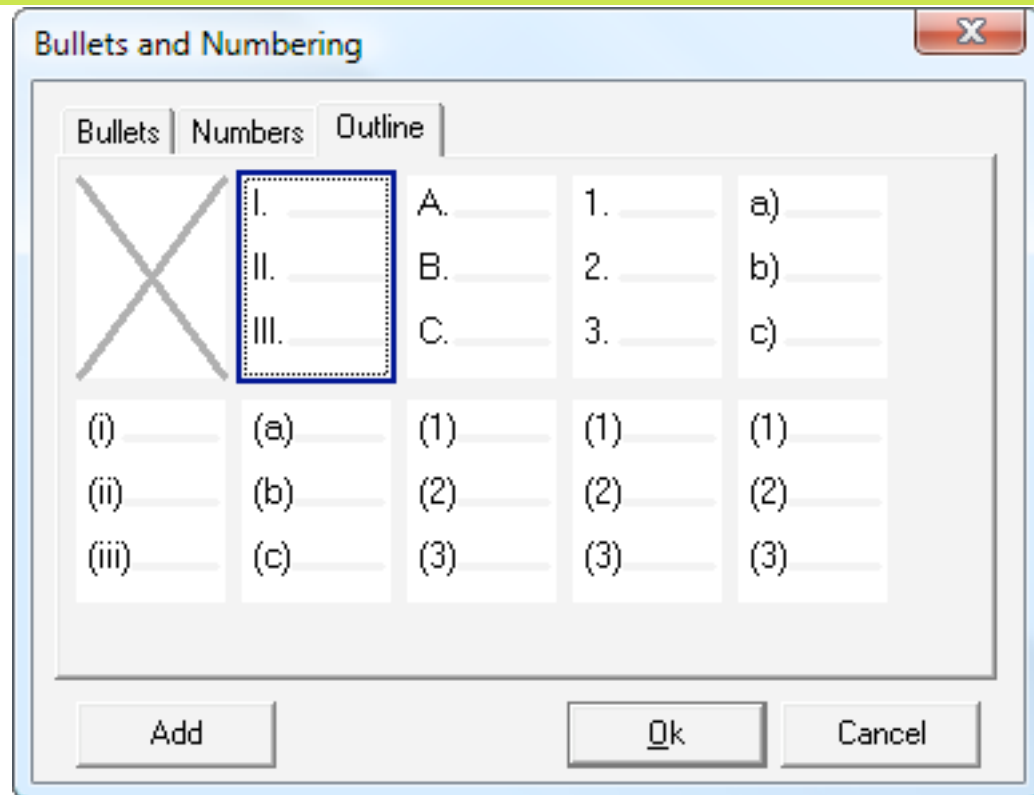 Bullets and Numbering
Bullets Numbers Outline
I. A. 1. a)
II. B. 2. b)
III. C. 3. c)
(i) (a) (1) (1) (1)
(ii) (b) (2) (2) (2)
(iii) (c) (3) (3) (3)
Add Ok Cancel